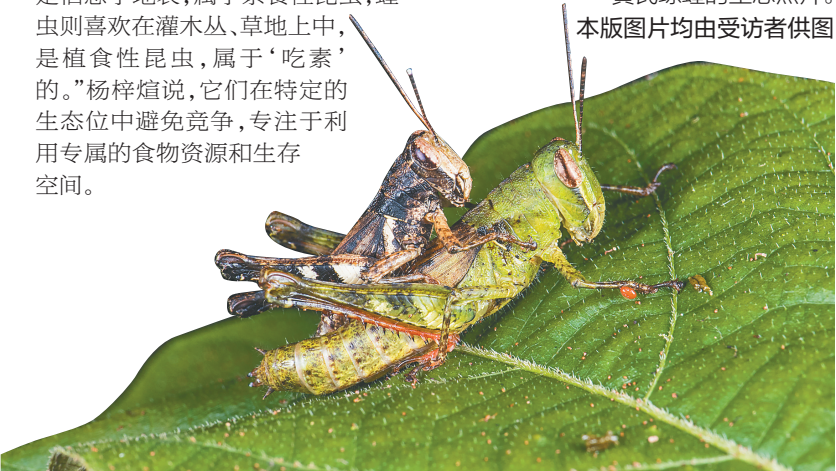 虫则喜欢在灌木丛、草地上中，
是植食性昆虫，属于‘吃素’
的。”杨梓煊说，它们在特定的
生态位中避免竞争，专注于利
用专属的食物资源和生存
空间。
本版图片均由受访者供图